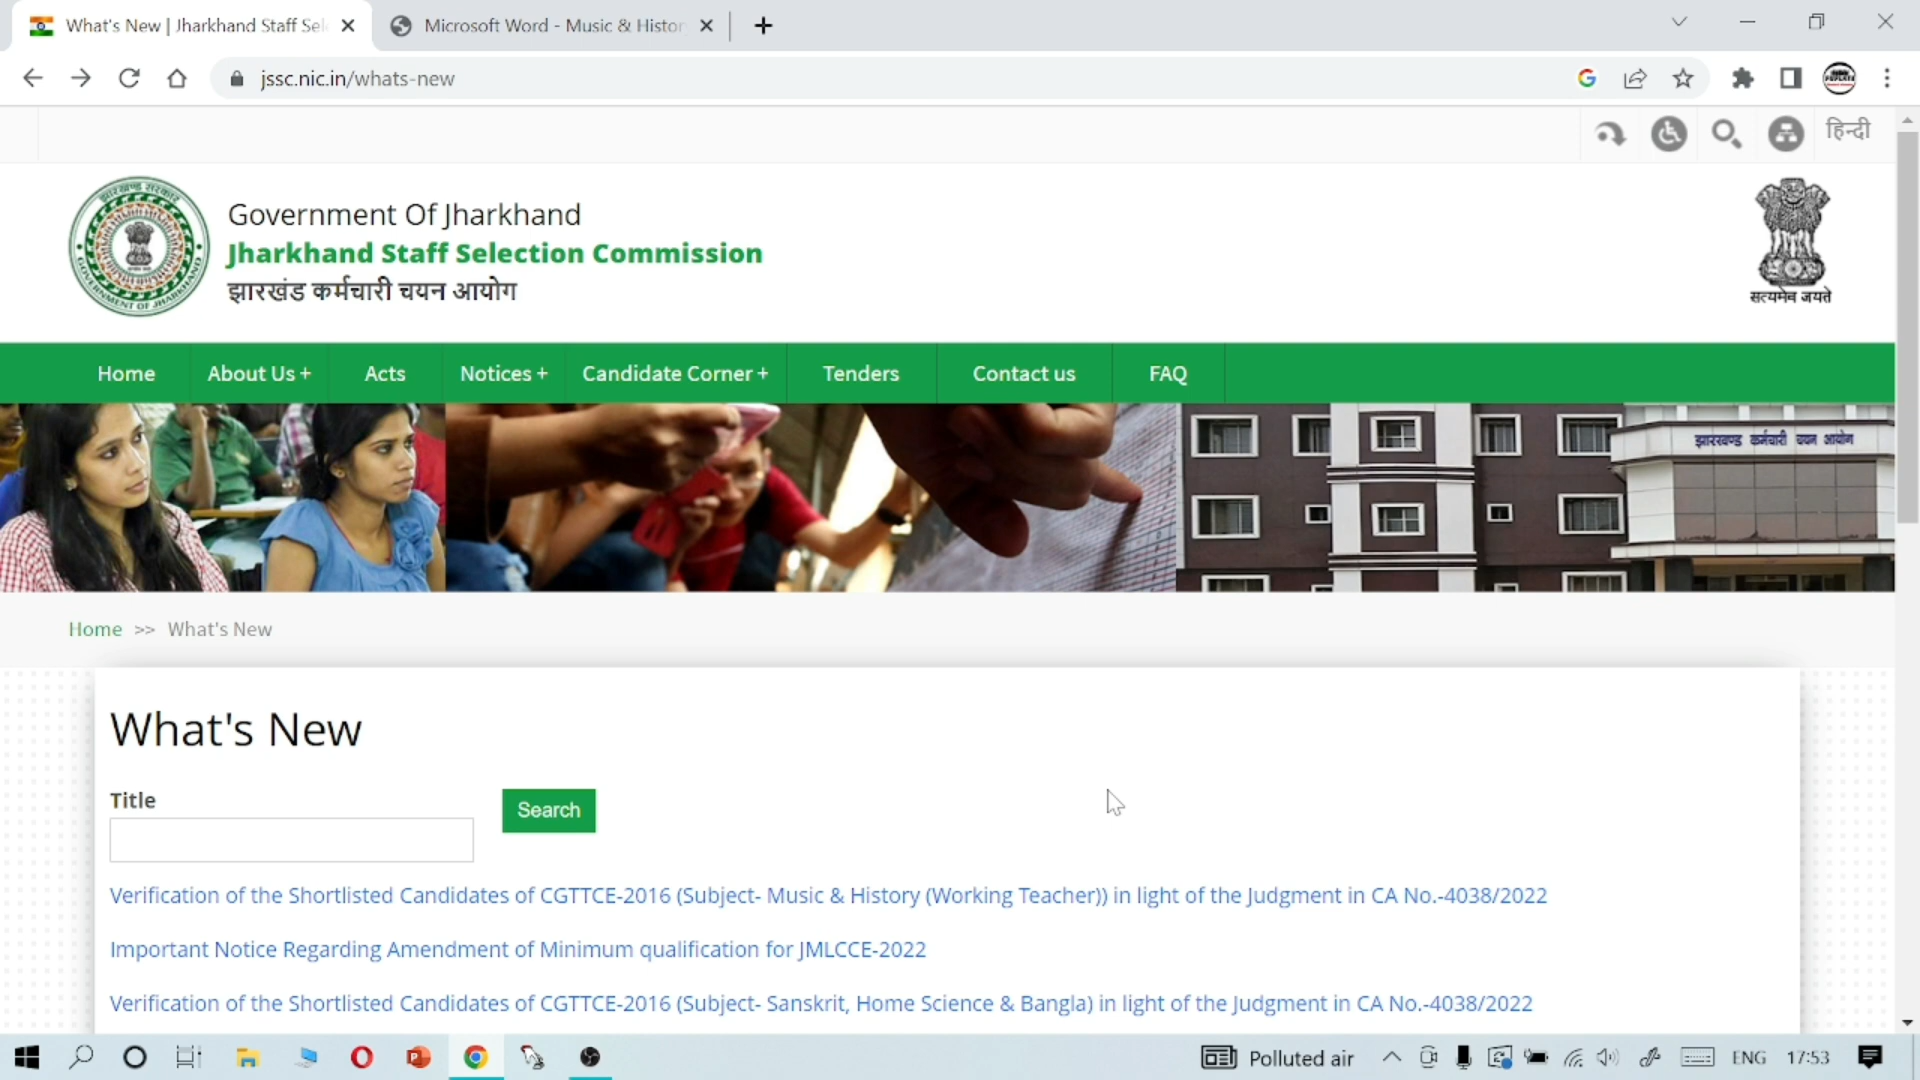 What's New | Jharkhand Staff Sel
Microsoft Word - Music & Histor
jssc.nic.in/whats-new
हिन्दी
Government Of Jharkhand
Jharkhand Staff Selection Commission
झारखंड कर्मचारी चयन आयोग
झारखण्ड सरकार
GOVERNMENT OF JHARKHAND
सत्यमेव जयते
Home
About Us +
Acts
Notices +
Candidate Corner +
Tenders
Contact us
FAQ
झारखण्ड कर्मचारी चयन आयोग
Home >> What's New
What's New
Title
Search
Verification of the Shortlisted Candidates of CGTTCE-2016 (Subject- Music & History (Working Teacher)) in light of the Judgment in CA No.-4038/2022
Important Notice Regarding Amendment of Minimum qualification for JMLCCE-2022
Verification of the Shortlisted Candidates of CGTTCE-2016 (Subject- Sanskrit, Home Science & Bangla) in light of the Judgment in CA No.-4038/2022
Polluted air
ENG
17:53